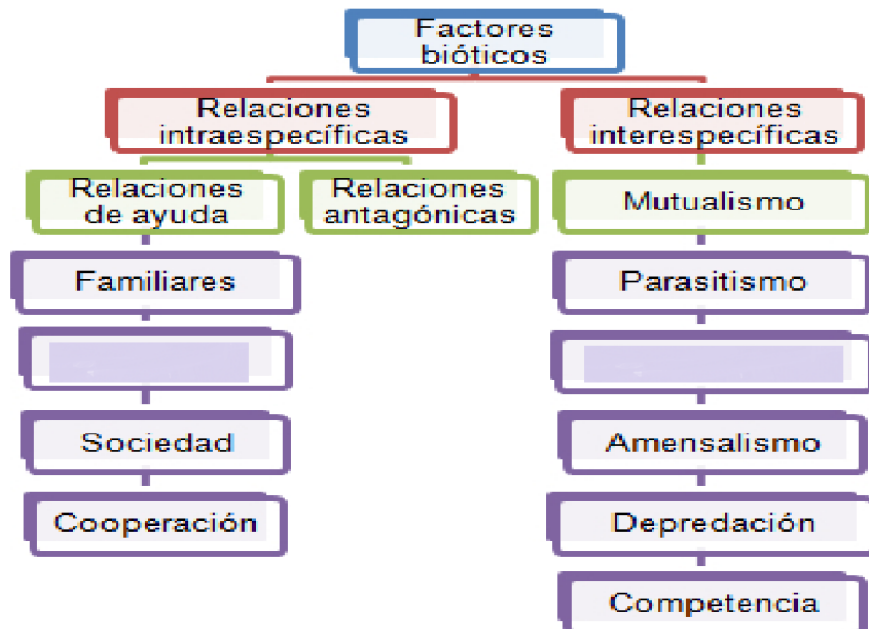 Factores
bióticos
Relaciones
intraespecíficas
Relaciones
interespecíficas
Relaciones
de ayuda
Relaciones
antagónicas
Mutualismo
Familiares
Parasitismo
Sociedad
Amensalismo
Cooperación
Depredación
Competencia